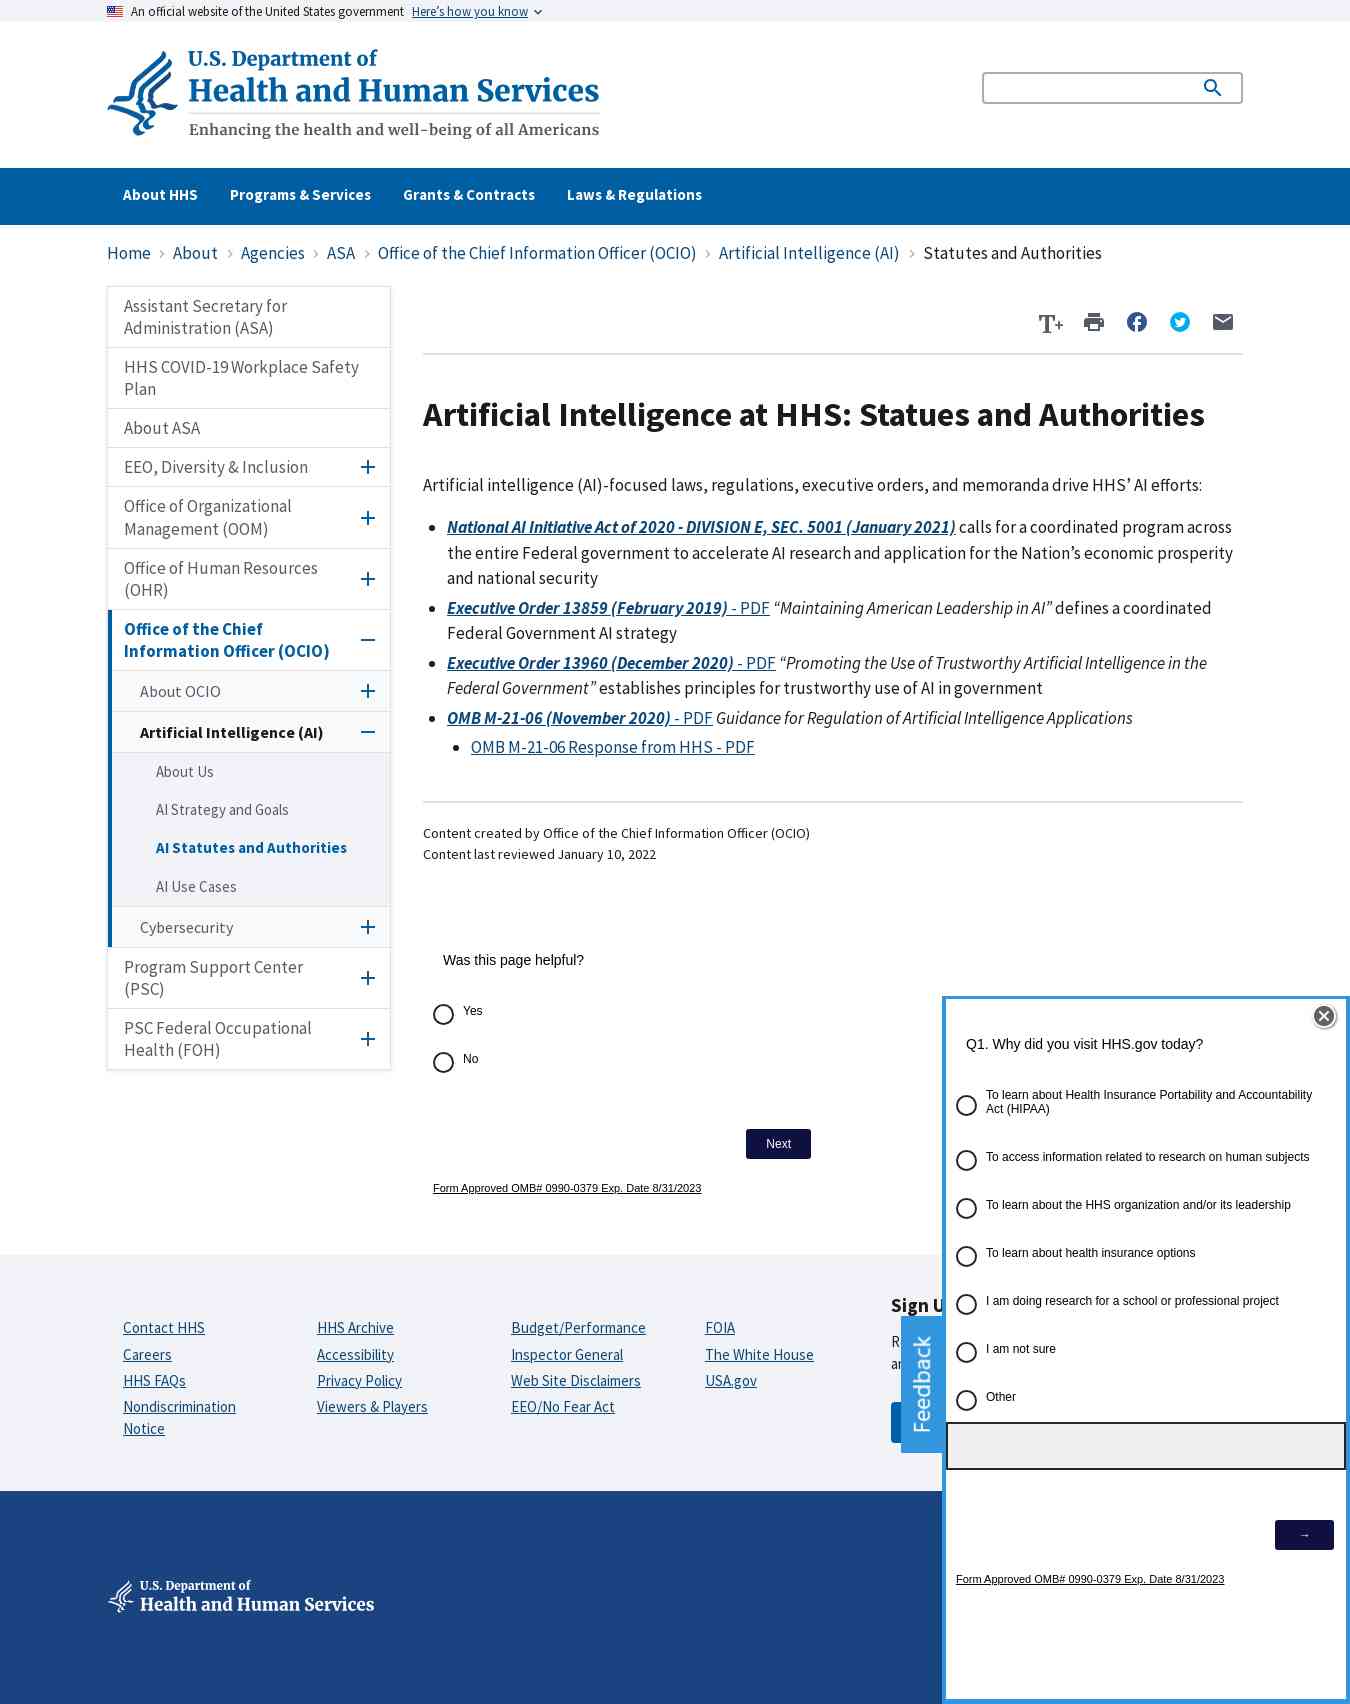 An official website of the United States government Here's how you know
U.S. Department of
Health and Human Services
Enhancing the health and well-being of all Americans
About HHS
Programs & Services
Grants & Contracts
Laws & Regulations
Home › About › Agencies › ASA › Office of the Chief Information Officer (OCIO) › Artificial Intelligence (AI) › Statutes and Authorities
Assistant Secretary for
Administration (ASA)
HHS COVID-19 Workplace Safety
Plan
About ASA
EEO, Diversity & Inclusion
Office of Organizational
Management (OOM)
Office of Human Resources
(OHR)
Office of the Chief
Information Officer (OCIO)
About OCIO
Artificial Intelligence (AI)
About Us
AI Strategy and Goals
AI Statutes and Authorities
AI Use Cases
Cybersecurity
Program Support Center
(PSC)
PSC Federal Occupational
Health (FOH)
T+
Artificial Intelligence at HHS: Statues and Authorities
Artificial intelligence (AI)-focused laws, regulations, executive orders, and memoranda drive HHS’ AI efforts:
• National AI Initiative Act of 2020 - DIVISION E, SEC. 5001 (January 2021) calls for a coordinated program across
the entire Federal government to accelerate AI research and application for the Nation’s economic prosperity
and national security
• Executive Order 13859 (February 2019) - PDF “Maintaining American Leadership in AI” defines a coordinated
Federal Government AI strategy
• Executive Order 13960 (December 2020) - PDF “Promoting the Use of Trustworthy Artificial Intelligence in the
Federal Government” establishes principles for trustworthy use of AI in government
• OMB M-21-06 (November 2020) - PDF Guidance for Regulation of Artificial Intelligence Applications
• OMB M-21-06 Response from HHS - PDF
Content created by Office of the Chief Information Officer (OCIO)
Content last reviewed January 10, 2022
Was this page helpful?
Yes
No
Next
Form Approved OMB# 0990-0379 Exp. Date 8/31/2023
Q1. Why did you visit HHS.gov today?
To learn about Health Insurance Portability and Accountability
Act (HIPAA)
To access information related to research on human subjects
To learn about the HHS organization and/or its leadership
To learn about health insurance options
I am doing research for a school or professional project
I am not sure
Other
→
Form Approved OMB# 0990-0379 Exp. Date 8/31/2023
Feedback
Contact HHS
Careers
HHS FAQs
Nondiscrimination
Notice
HHS Archive
Accessibility
Privacy Policy
Viewers & Players
Budget/Performance
Inspector General
Web Site Disclaimers
EEO/No Fear Act
FOIA
The White House
USA.gov
Sign
U.S. Department of
Health and Human Services